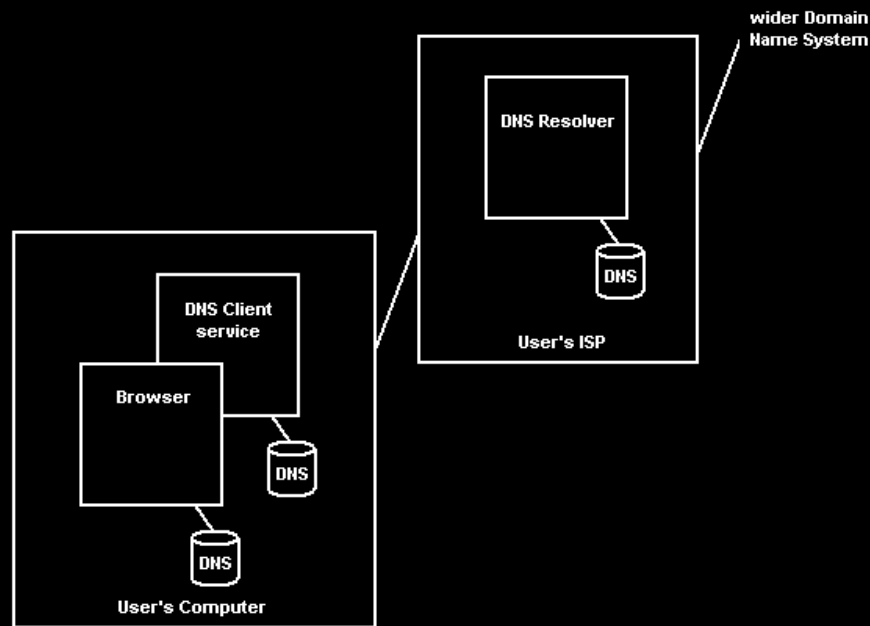 wider Domain
Name System
DNS Resolver
DNS
User's ISP
DNS Client
service
Browser
DNS
DNS
User's Computer